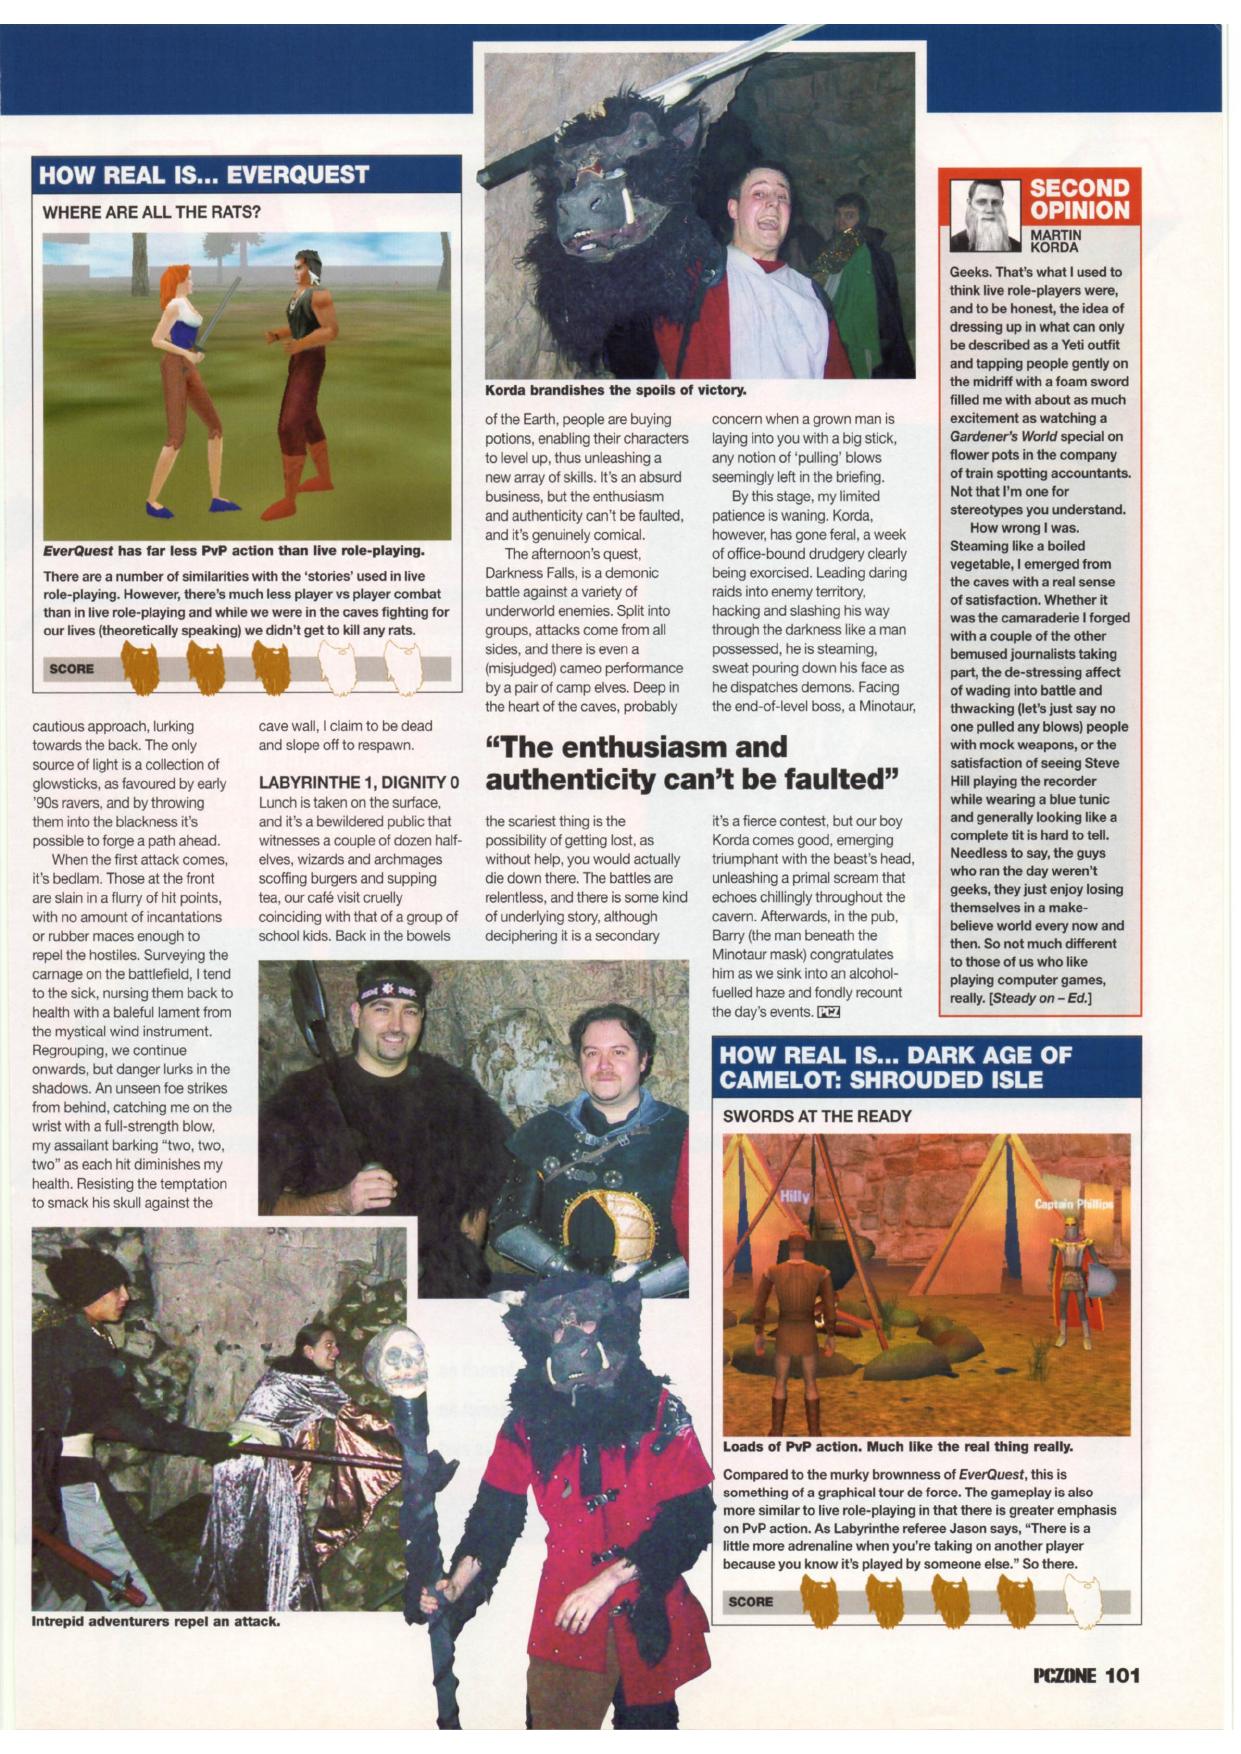 HOW REAL IS... EVERQUEST
WHERE ARE ALL THE RATS?
EverQuest has far less PvP action than live role-playing.
There are a number of similarities with the ‘stories’ used in live
role-playing. However, there’s much less player vs player combat
than in live role-playing and while we were in the caves fighting for
our lives (theoretically speaking) we didn’t get to kill any rats.
SCORE
cautious approach, lurking
towards the back. The only
source of light is a collection of
glowsticks, as favoured by early
’90s ravers, and by throwing
them into the blackness it’s
possible to forge a path ahead.
When the first attack comes,
it’s bedlam. Those at the front
are slain in a flurry of hit points,
with no amount of incantations
or rubber maces enough to
repel the hostiles. Surveying the
carnage on the battlefield, I tend
to the sick, nursing them back to
health with a baleful lament from
the mystical wind instrument.
Regrouping, we continue
onwards, but danger lurks in the
shadows. An unseen foe strikes
from behind, catching me on the
wrist with a full-strength blow,
my assailant barking “two, two,
two” as each hit diminishes my
health. Resisting the temptation
to smack his skull against the
cave wall, I claim to be dead
and slope off to respawn.
LABYRINTHE 1, DIGNITY 0
Lunch is taken on the surface,
and it’s a bewildered public that
witnesses a couple of dozen half-
elves, wizards and archmages
scoffing burgers and supping
tea, our café visit cruelly
coinciding with that of a group of
school kids. Back in the bowels
Korda brandishes the spoils of victory.
of the Earth, people are buying
potions, enabling their characters
to level up, thus unleashing a
new array of skills. It’s an absurd
business, but the enthusiasm
and authenticity can’t be faulted,
and it’s genuinely comical.
The afternoon’s quest,
Darkness Falls, is a demonic
battle against a variety of
underworld enemies. Split into
groups, attacks come from all
sides, and there is even a
(misjudged) cameo performance
by a pair of camp elves. Deep in
the heart of the caves, probably
“The enthusiasm and
authenticity can’t be faulted”
the scariest thing is the
possibility of getting lost, as
without help, you would actually
die down there. The battles are
relentless, and there is some kind
of underlying story, although
deciphering it is a secondary
concern when a grown man is
laying into you with a big stick,
any notion of ‘pulling’ blows
seemingly left in the briefing.
By this stage, my limited
patience is waning. Korda,
however, has gone feral, a week
of office-bound drudgery clearly
being exorcised. Leading daring
raids into enemy territory,
hacking and slashing his way
through the darkness like a man
possessed, he is steaming,
sweat pouring down his face as
he dispatches demons. Facing
the end-of-level boss, a Minotaur,
it’s a fierce contest, but our boy
Korda comes good, emerging
triumphant with the beast’s head,
unleashing a primal scream that
echoes chillingly throughout the
cavern. Afterwards, in the pub,
Barry (the man beneath the
Minotaur mask) congratulates
him as we sink into an alcohol-
fuelled haze and fondly recount
the day’s events. PCZ
SECOND
OPINION
MARTIN
KORDA
Geeks. That’s what I used to
think live role-players were,
and to be honest, the idea of
dressing up in what can only
be described as a Yeti outfit
and tapping people gently on
the midriff with a foam sword
filled me with about as much
excitement as watching a
Gardener’s World special on
flower pots in the company
of train spotting accountants.
Not that I’m one for
stereotypes you understand.
How wrong I was.
Steaming like a boiled
vegetable, I emerged from
the caves with a real sense
of satisfaction. Whether it
was the camaraderie I forged
with a couple of the other
bemused journalists taking
part, the de-stressing affect
of wading into battle and
thwacking (let’s just say no
one pulled any blows) people
with mock weapons, or the
satisfaction of seeing Steve
Hill playing the recorder
while wearing a blue tunic
and generally looking like a
complete tit is hard to tell.
Needless to say, the guys
who ran the day weren’t
geeks, they just enjoy losing
themselves in a make-
believe world every now and
then. So not much different
to those of us who like
playing computer games,
really. [Steady on – Ed.]
HOW REAL IS... DARK AGE OF
CAMELOT: SHROUDED ISLE
SWORDS AT THE READY
Hilly
Captain Phillips
Loads of PvP action. Much like the real thing really.
Compared to the murky brownness of EverQuest, this is
something of a graphical tour de force. The gameplay is also
more similar to live role-playing in that there is greater emphasis
on PvP action. As Labyrinthe referee Jason says, “There is a
little more adrenaline when you’re taking on another player
because you know it’s played by someone else.” So there.
SCORE
Intrepid adventurers repel an attack.
PCZONE 101